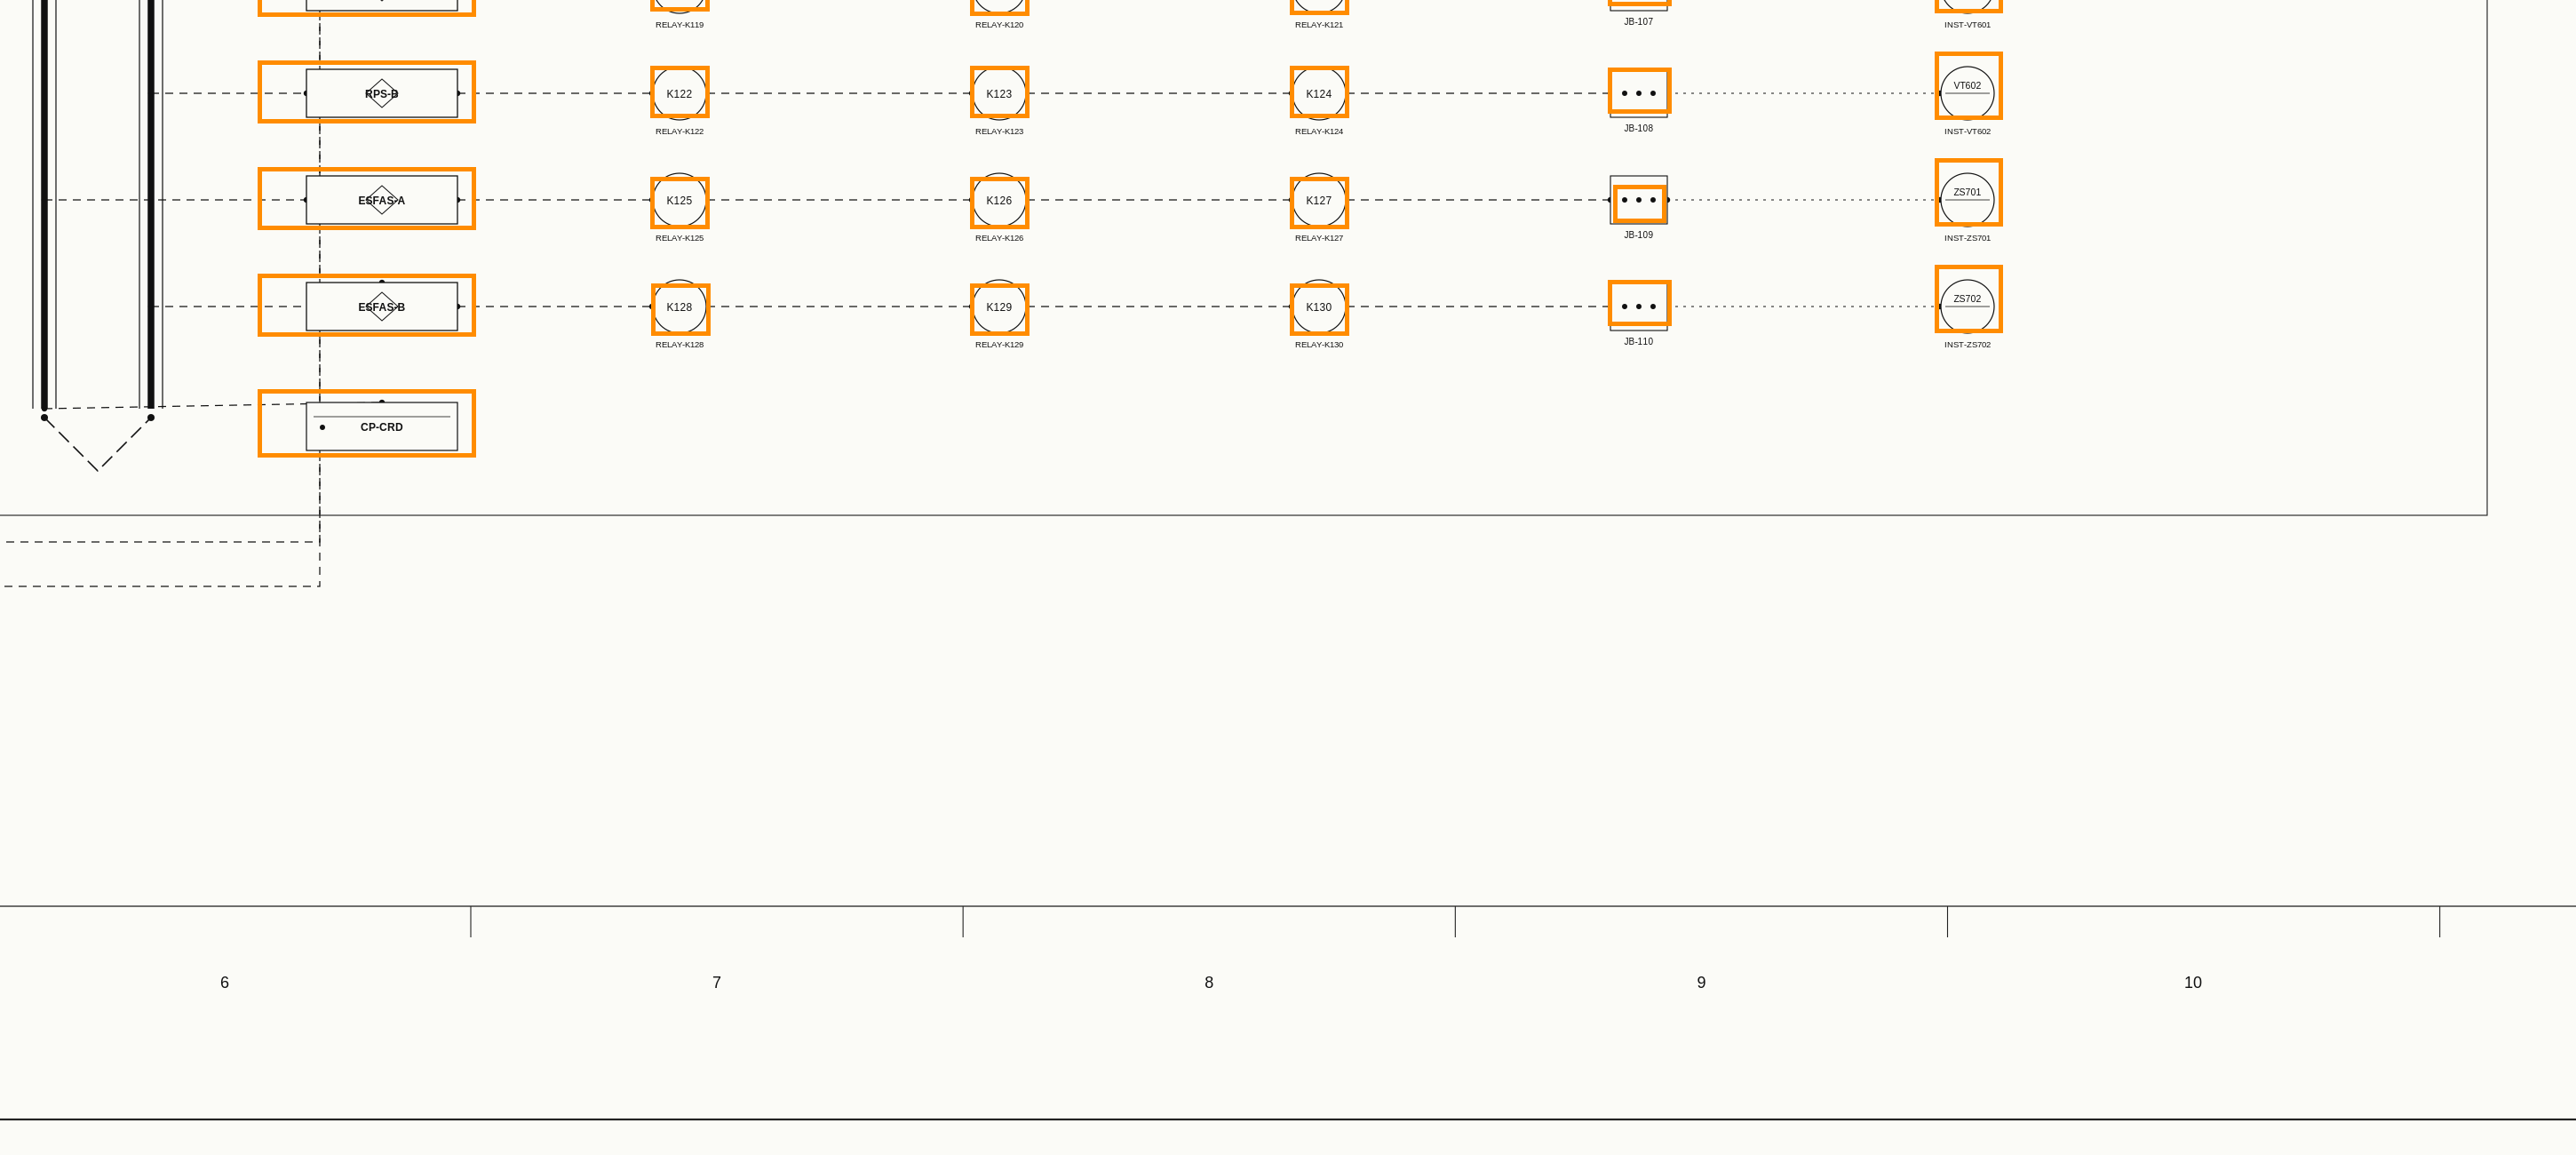 RELAY-K119 RELAY-K120 RELAY-K121 JB-107 INST-VT601
RPS-B K122 K123 K124 VT602
RELAY-K122 RELAY-K123 RELAY-K124 JB-108 INST-VT602
ESFAS-A K125 K126 K127 ZS701
RELAY-K125 RELAY-K126 RELAY-K127 JB-109 INST-ZS701
ESFAS-B K128 K129 K130 ZS702
RELAY-K128 RELAY-K129 RELAY-K130 JB-110 INST-ZS702
CP-CRD
6 7 8 9 10